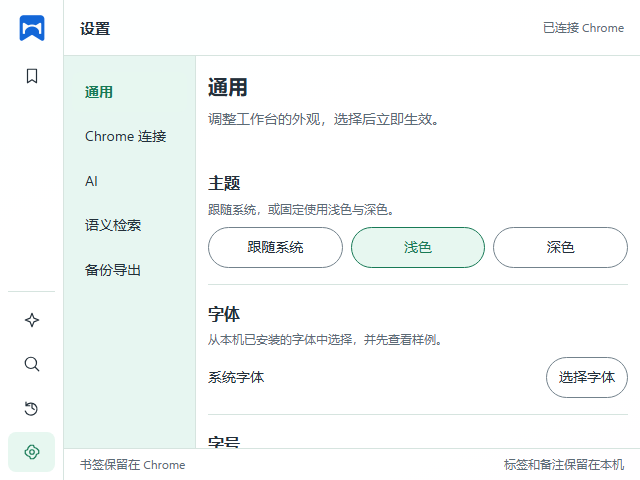 设置
已连接 Chrome
通用
Chrome 连接
AI
语义检索
备份导出
通用
调整工作台的外观，选择后立即生效。
主题
跟随系统，或固定使用浅色与深色。
跟随系统
浅色
深色
字体
从本机已安装的字体中选择，并先查看样例。
系统字体
选择字体
字号
书签保留在 Chrome
标签和备注保留在本机